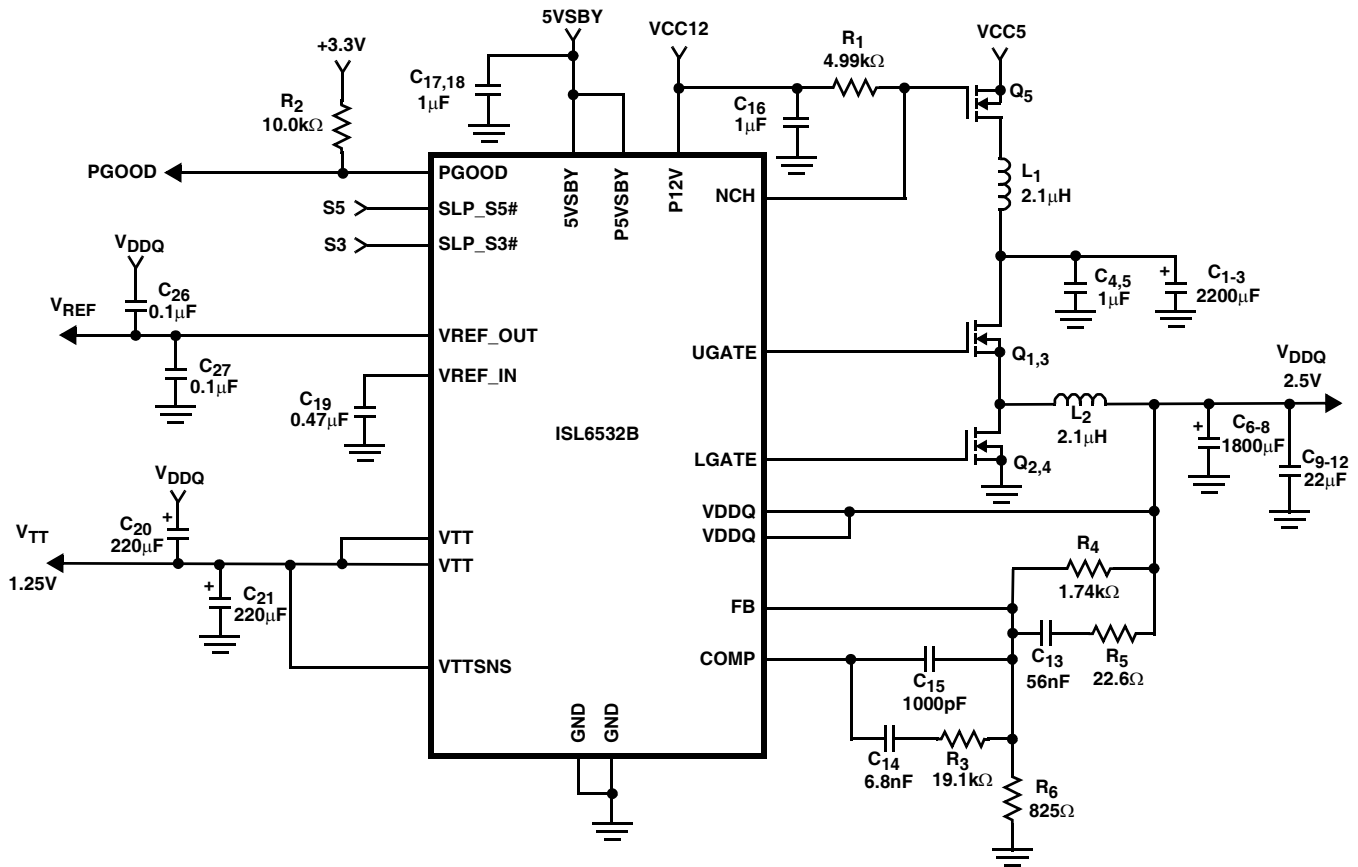 5VSBY
VCC12
VCC5
+3.3V
R1
4.99kΩ
C17,18
1μF
R2
10.0kΩ
C16
1μF
Q5
PGOOD
PGOOD
5VSBY
P5VSBY
P12V
NCH
L1
2.1μH
S5
SLP_S5#
S3
SLP_S3#
VDDQ
C26
0.1μF
VREF
VREF_OUT
C27
0.1μF
VREF_IN
C19
0.47μF
C4,5
1μF
C1-3
2200μF
+
UGATE
Q1,3
VDDQ
2.5V
ISL6532B
L2
2.1μH
LGATE
Q2,4
+
C6-8
1800μF
C9-12
22μF
VDDQ
VDDQ
VDDQ
+
C20
220μF
VTT
1.25V
VTT
VTT
+
C21
220μF
VTTSNS
R4
1.74kΩ
FB
C13
56nF
R5
22.6Ω
COMP
C15
1000pF
C14
6.8nF
R3
19.1kΩ
R6
825Ω
GND
GND